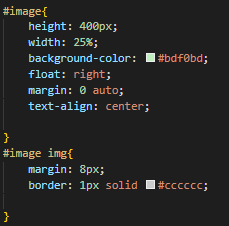 #image{
    height: 400px;
    width: 25%;
    background-color: #bdf0bd;
    float: right;
    margin: 0 auto;
    text-align: center;
}
#image img{
    margin: 8px;
    border: 1px solid #cccccc;
}